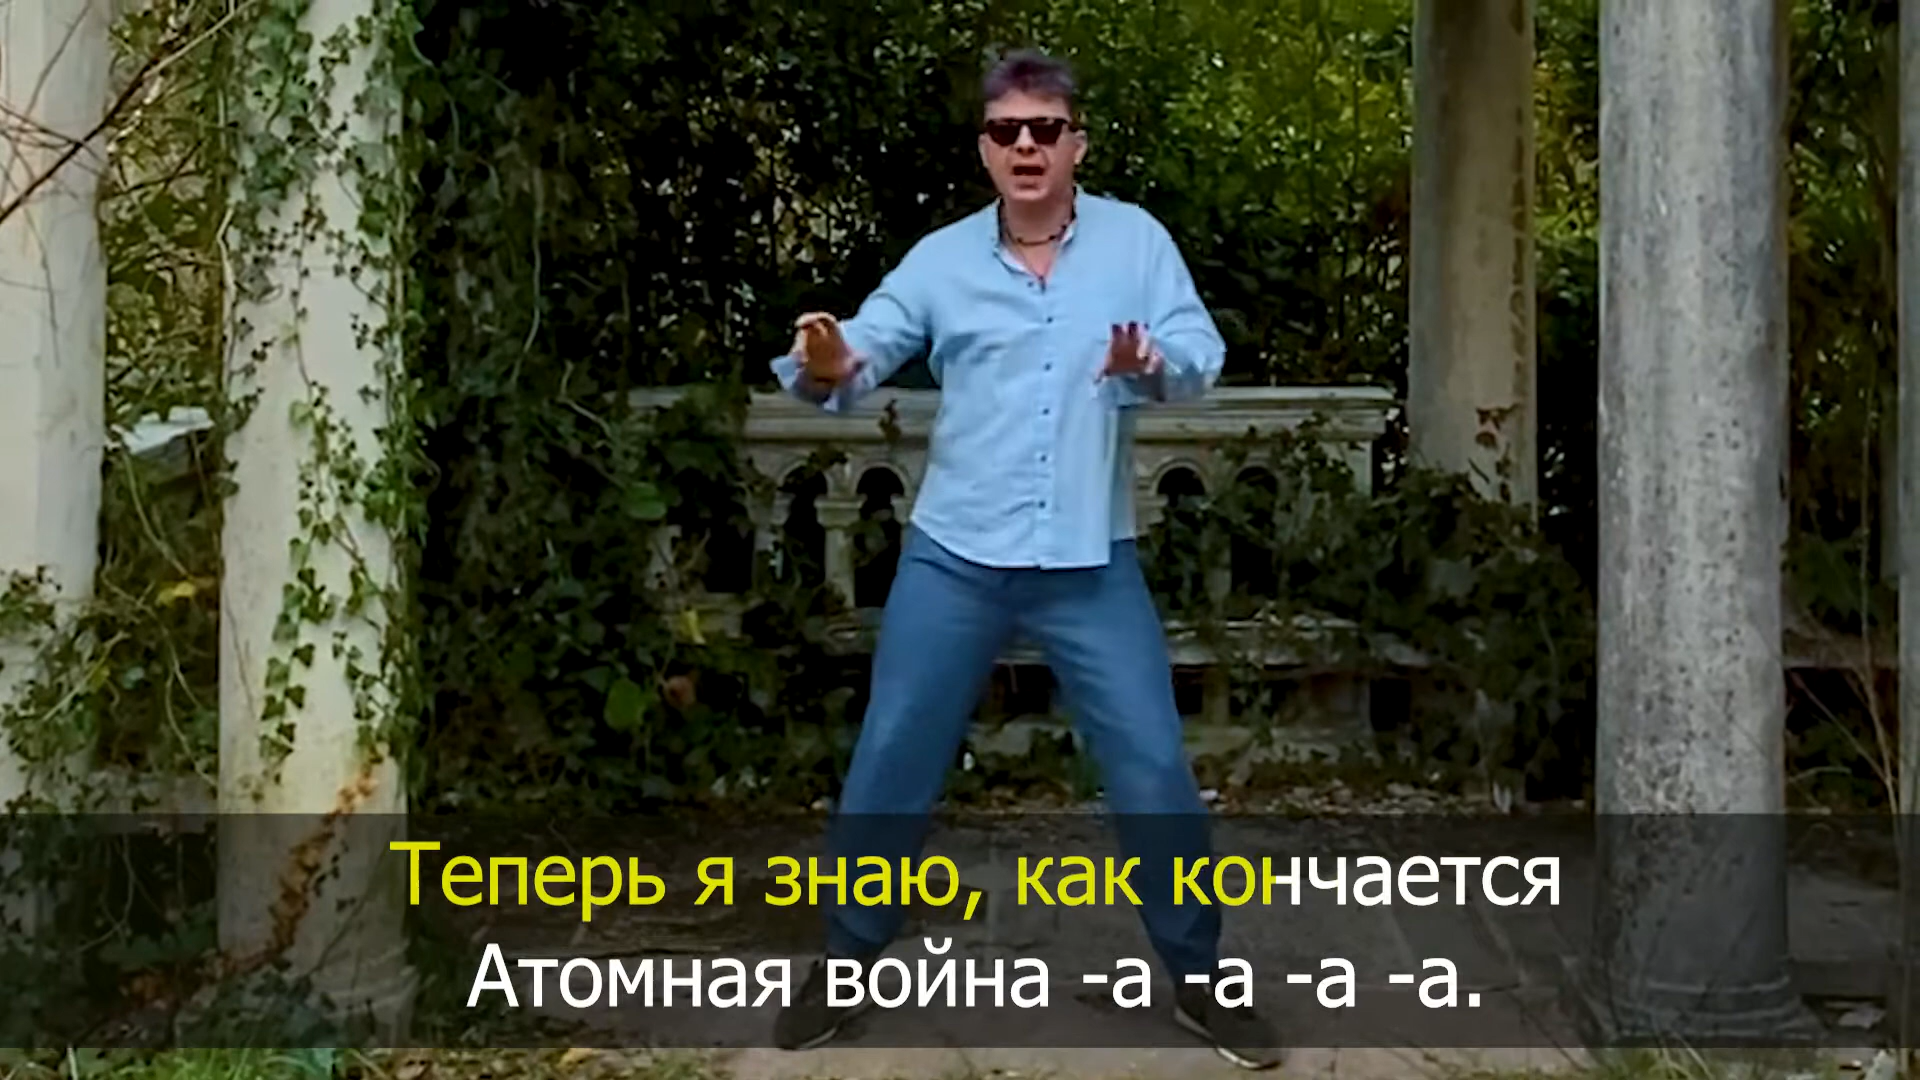 Теперь я знаю, как кончается
Атомная война -а -а -а -а.